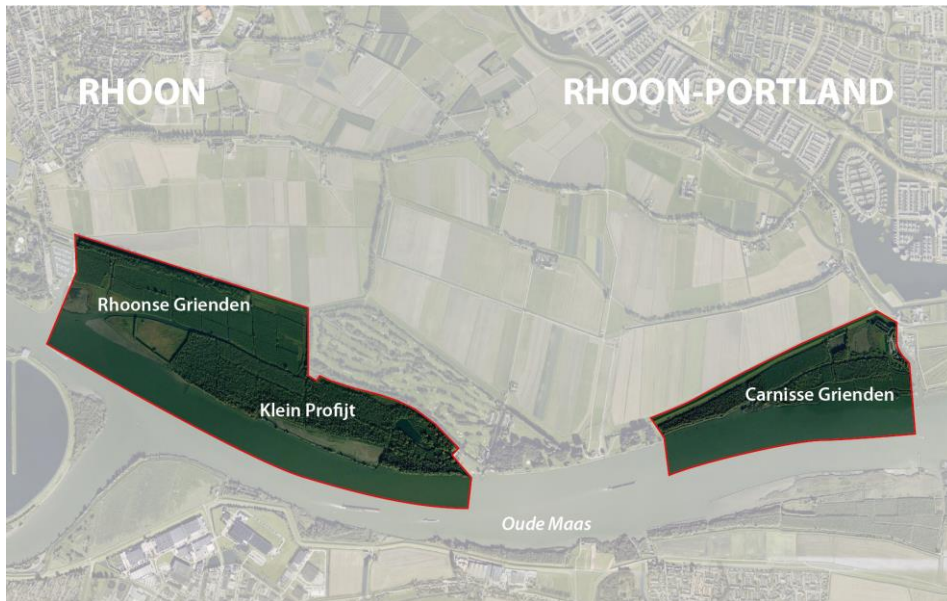 RHOON
RHOON-PORTLAND
Rhoonse Grienden
Klein Profijt
Carnisse Grienden
Oude Maas